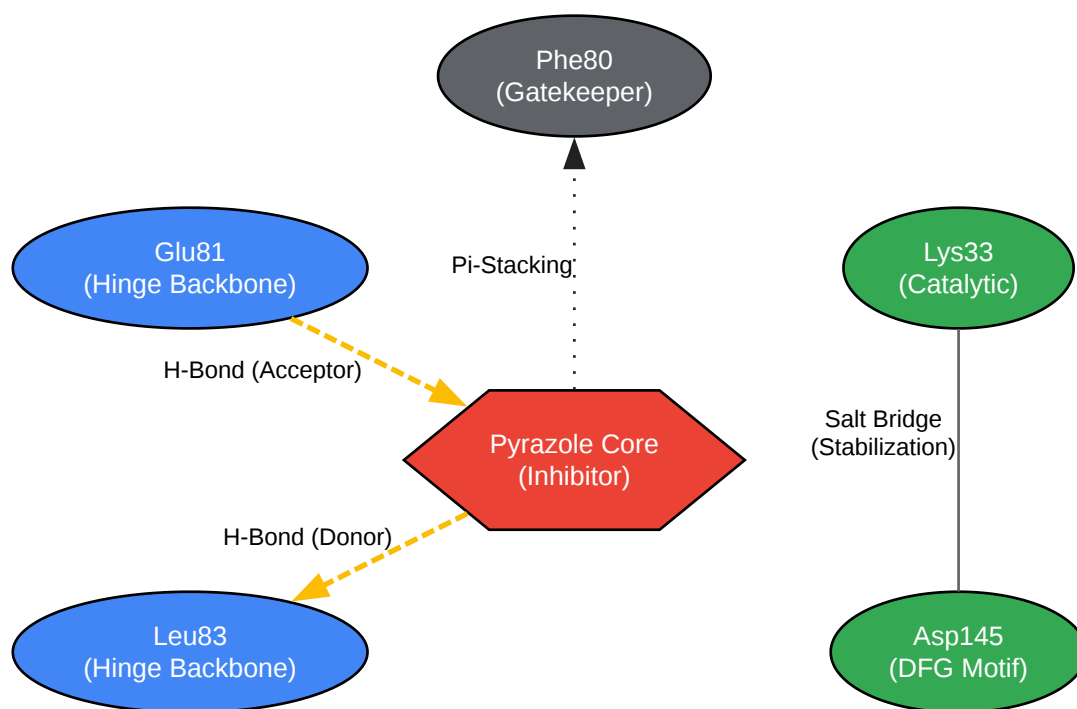 Phe80
(Gatekeeper)
Glu81
(Hinge Backbone)
Pi-Stacking
Lys33
(Catalytic)
H-Bond (Acceptor)
Salt Bridge
(Stabilization)
Pyrazole Core
(Inhibitor)
H-Bond (Donor)
Leu83
(Hinge Backbone)
Asp145
(DFG Motif)